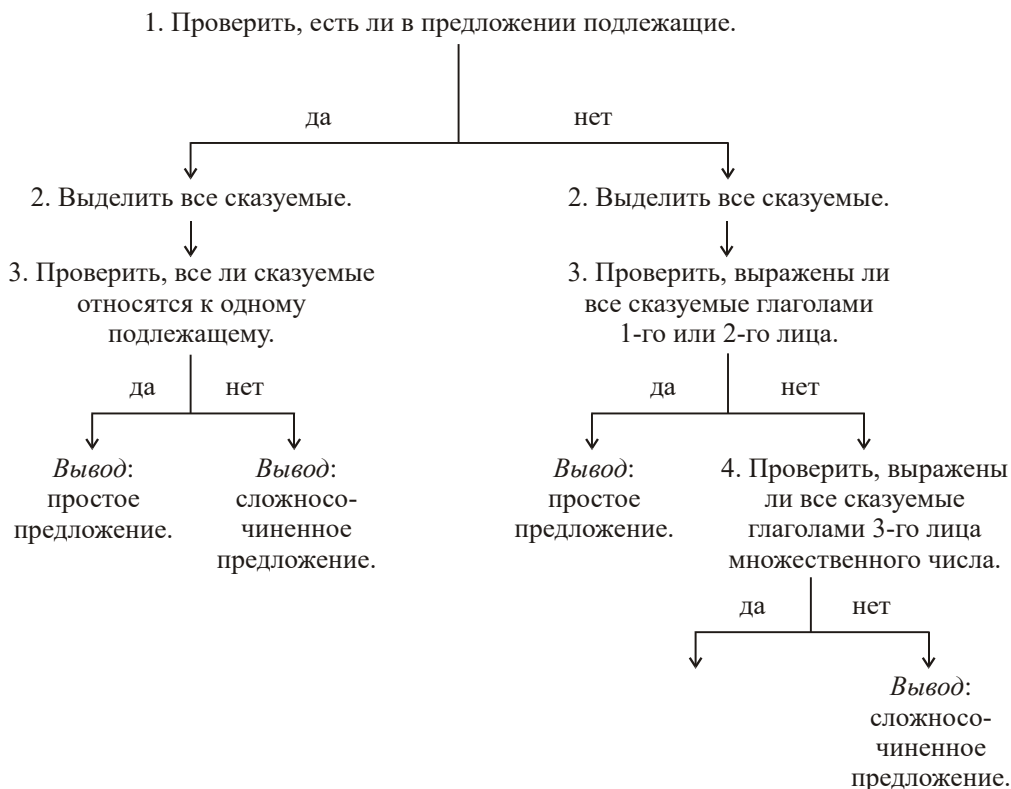 1. Проверить, есть ли в предложении подлежащие.
да
нет
2. Выделить все сказуемые.
2. Выделить все сказуемые.
3. Проверить, все ли сказуемые
относятся к одному
подлежащему.
3. Проверить, выражены ли
все сказуемые глаголами
1-го или 2-го лица.
да
нет
да
нет
Вывод:
простое
предложение.
Вывод:
сложносо-
чиненное
предложение.
Вывод:
простое
предложение.
4. Проверить, выражены
ли все сказуемые
глаголами 3-го лица
множественного числа.
да
нет
Вывод:
сложносо-
чиненное
предложение.